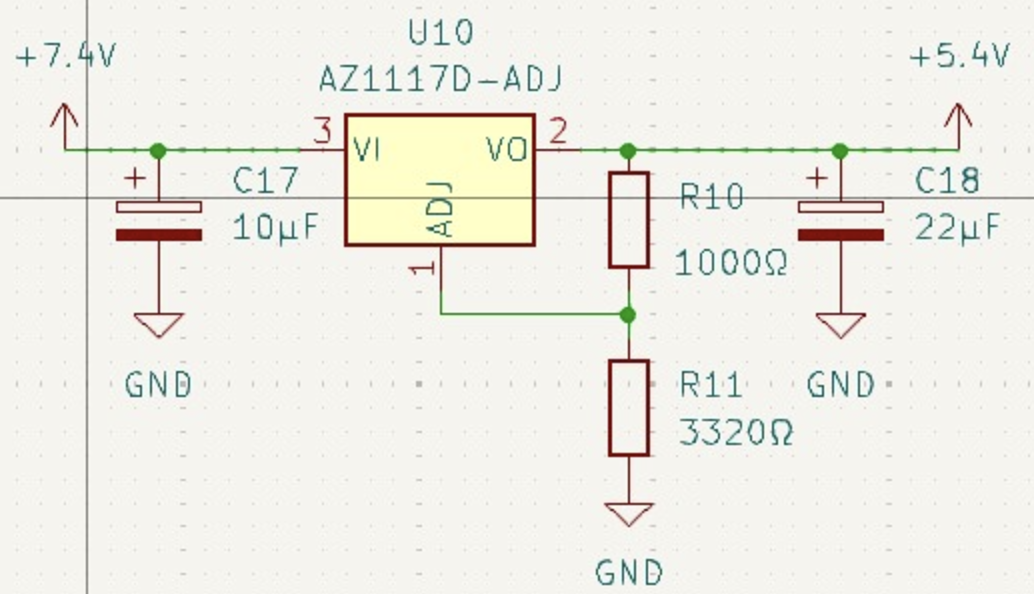 U10
AZ1117D-ADJ
+7.4V
+5.4V
3
VI
VO
2
ADJ
1
+
C17
10µF
GND
R10
1000Ω
+
C18
22µF
GND
R11
3320Ω
GND